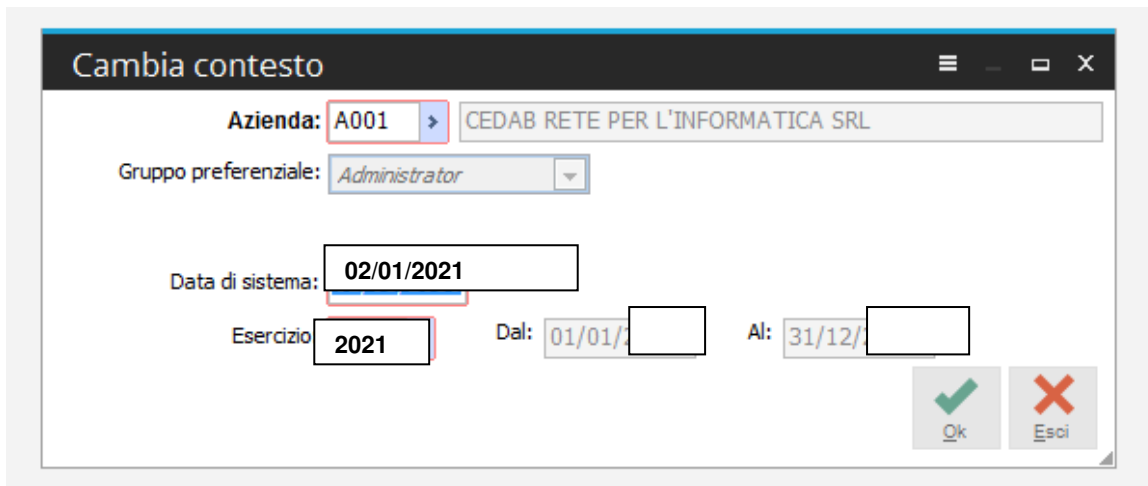 Cambia contesto
Azienda: A001 CEDAB RETE PER L'INFORMATICA SRL
Gruppo preferenziale: Administrator
Data di sistema: 02/01/2021
Esercizio 2021 Dal: 01/01/ Al: 31/12/
Ok Esci